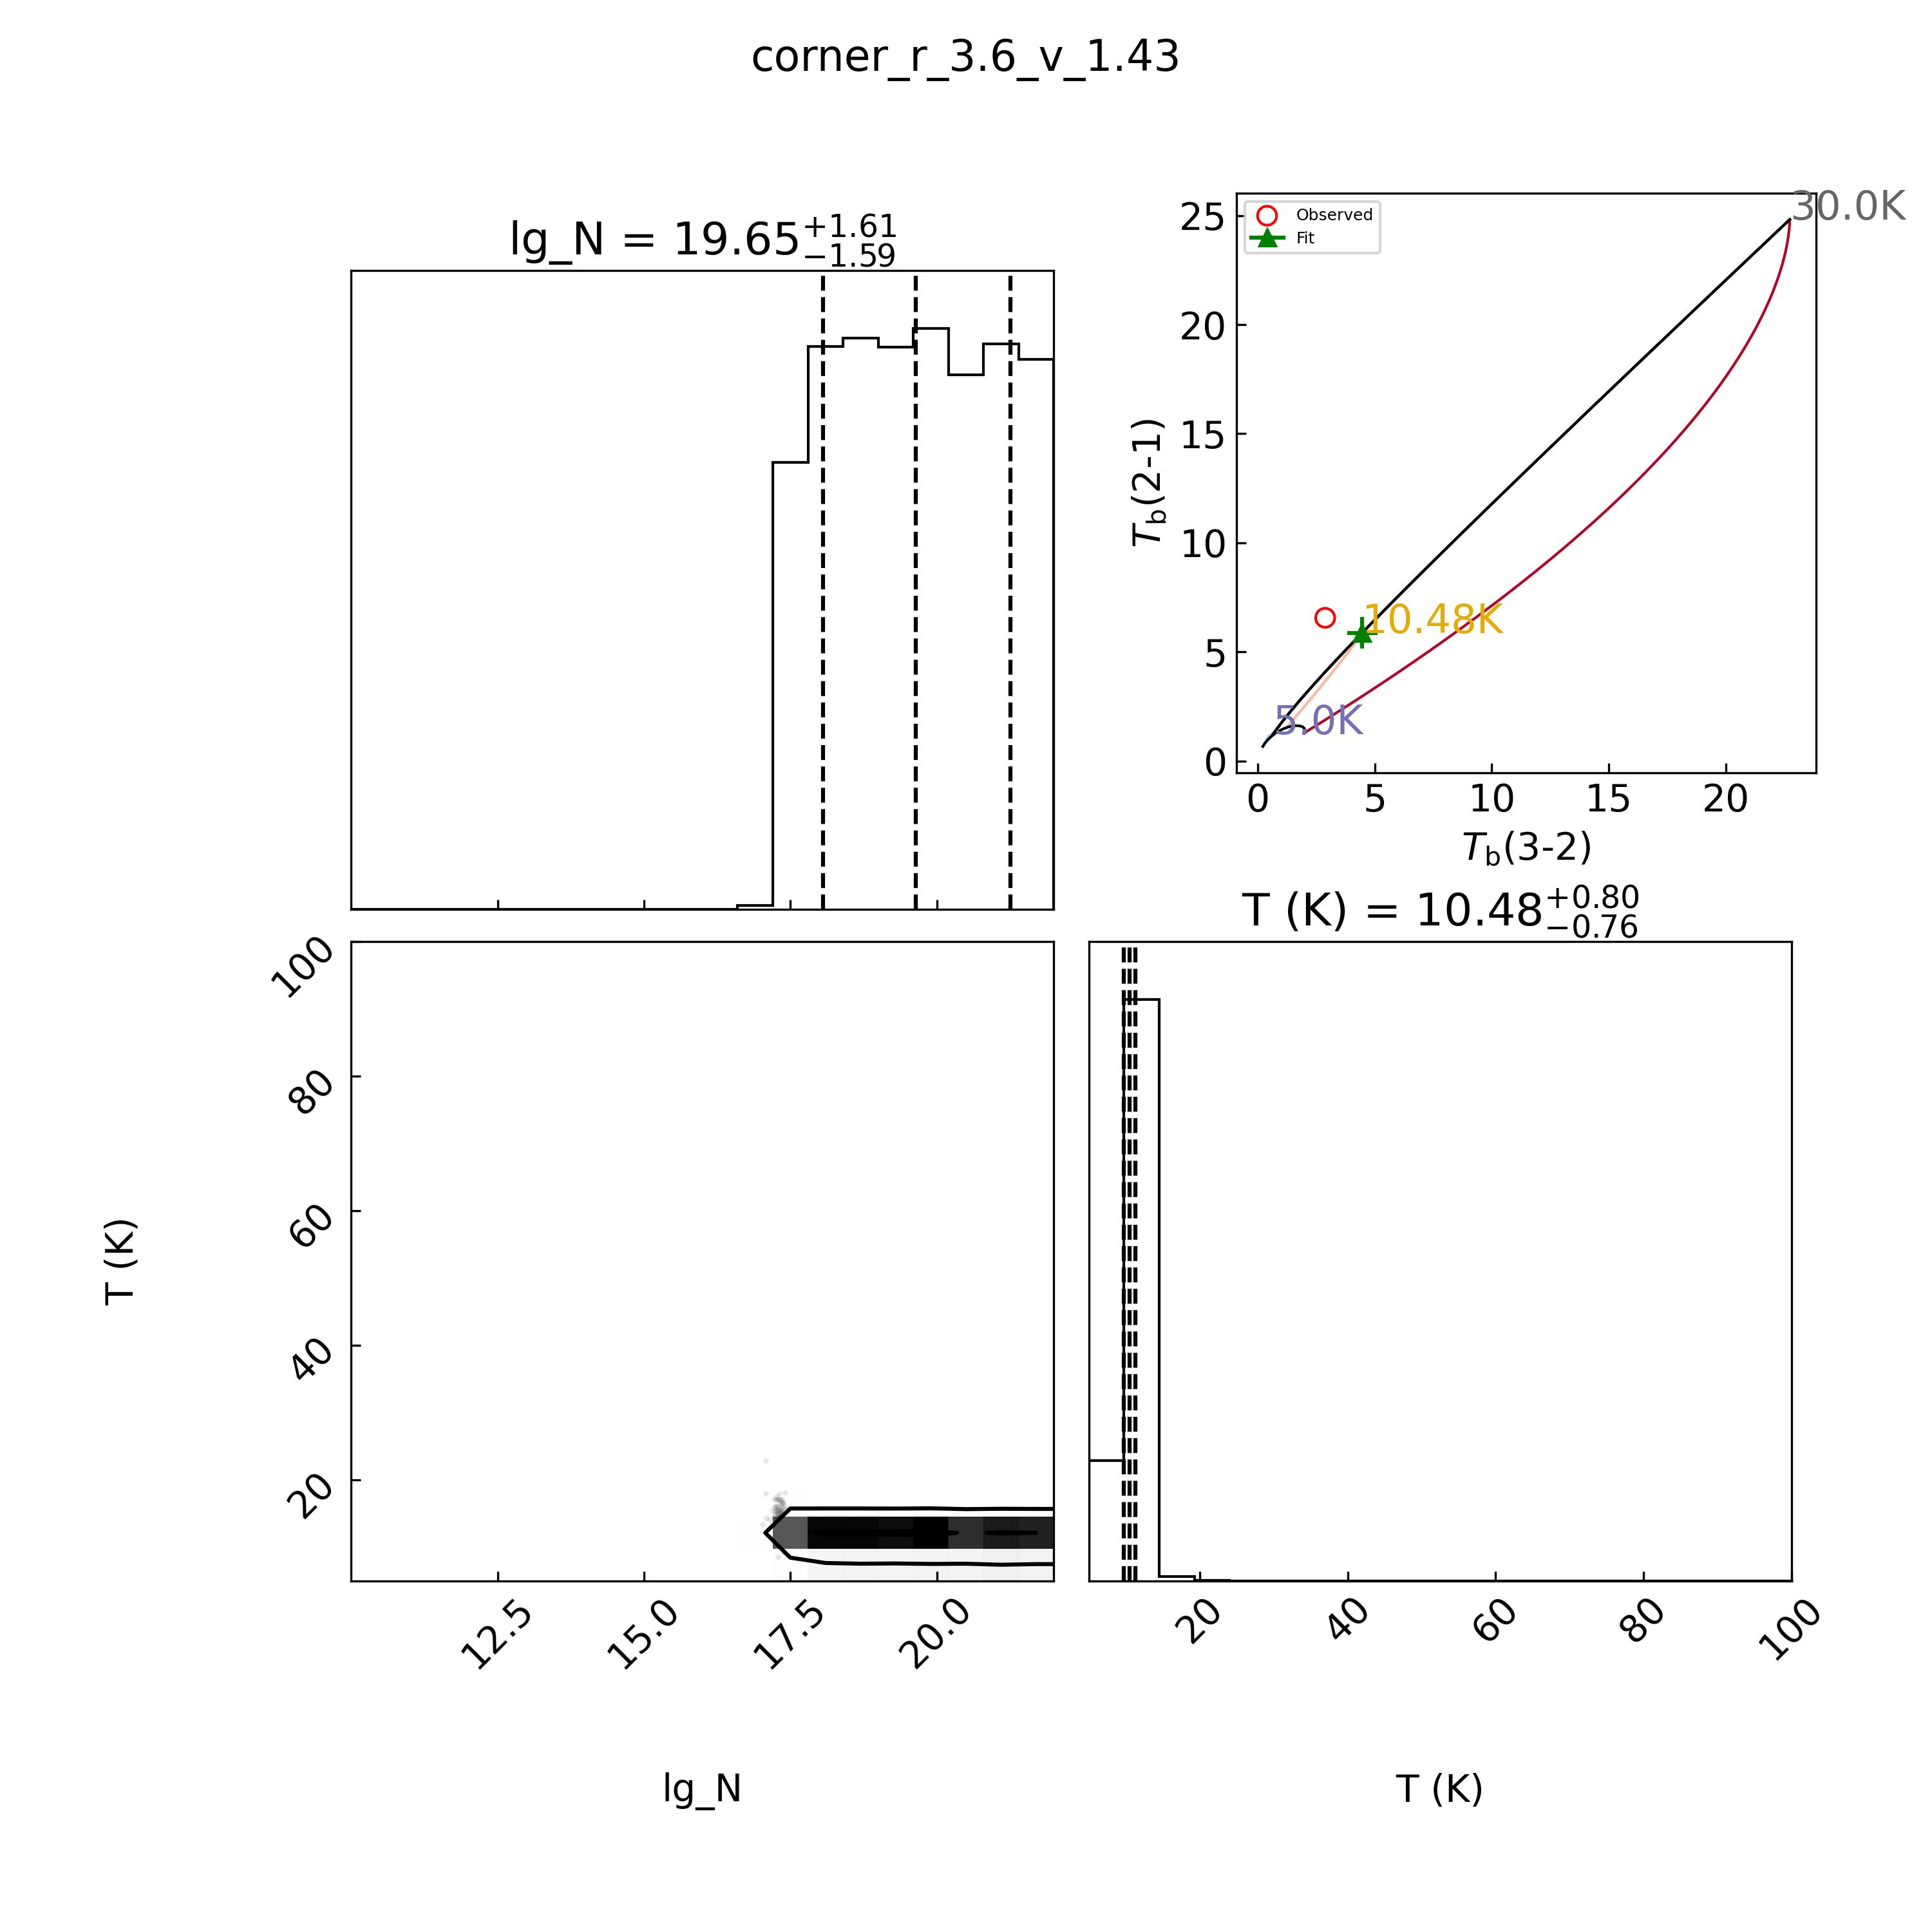 corner_r_3.6_v_1.43
lg_N = 19.65+1.61−1.59
Observed
Fit
30.0K
10.48K
5.0K
25
20
15
10
5
0
Tb(2-1)
0 5 10 15 20
Tb(3-2)
T (K) = 10.48+0.80−0.76
100
80
60
40
20
T (K)
12.5 15.0 17.5 20.0
lg_N
20 40 60 80 100
T (K)